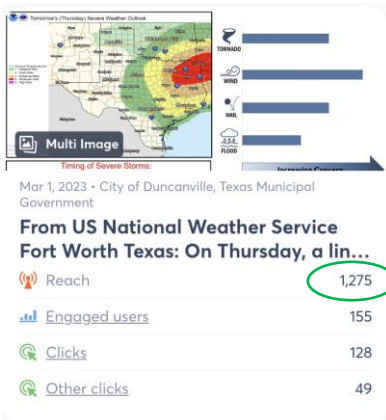 Tomorrow's (Thursday) Severe Weather Outlook
TORNADO
WIND
HAIL
FLOOD
Multi Image
Timing of Severe Storms:
Increasing Concern
Mar 1, 2023 • City of Duncanville, Texas Municipal
Government
From US National Weather Service
Fort Worth Texas: On Thursday, a lin...
Reach 1,275
Engaged users 155
Clicks 128
Other clicks 49